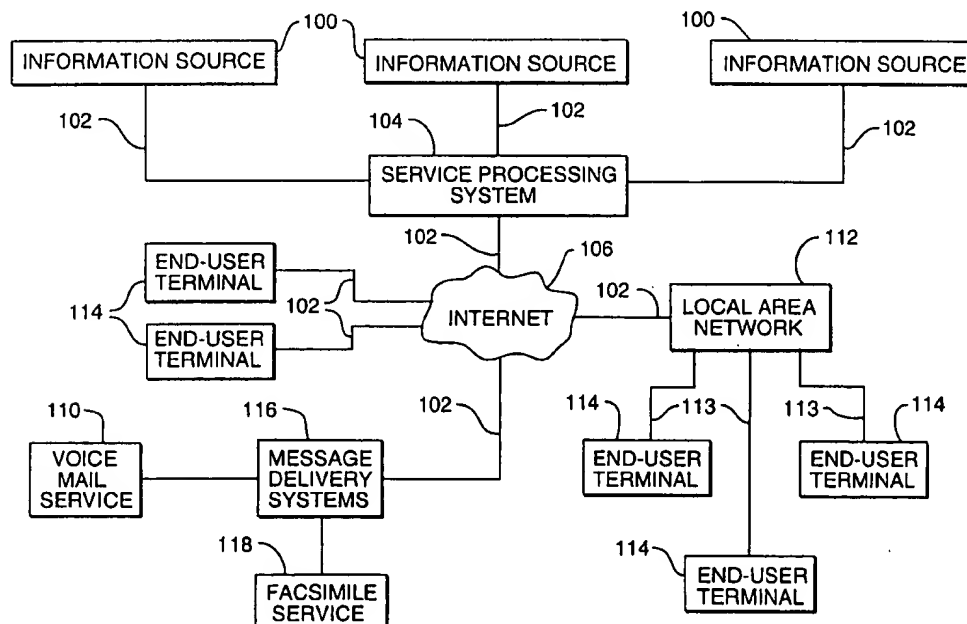 100
100
INFORMATION SOURCE
INFORMATION SOURCE
INFORMATION SOURCE
102
104
102
102
SERVICE PROCESSING
SYSTEM
102
106
112
END-USER
TERMINAL
114
102
END-USER
TERMINAL
INTERNET
102
LOCAL AREA
NETWORK
110
116
102
114
113
113
114
VOICE
MAIL
SERVICE
MESSAGE
DELIVERY
SYSTEMS
END-USER
TERMINAL
END-USER
TERMINAL
118
114
FACSIMILE
SERVICE
END-USER
TERMINAL